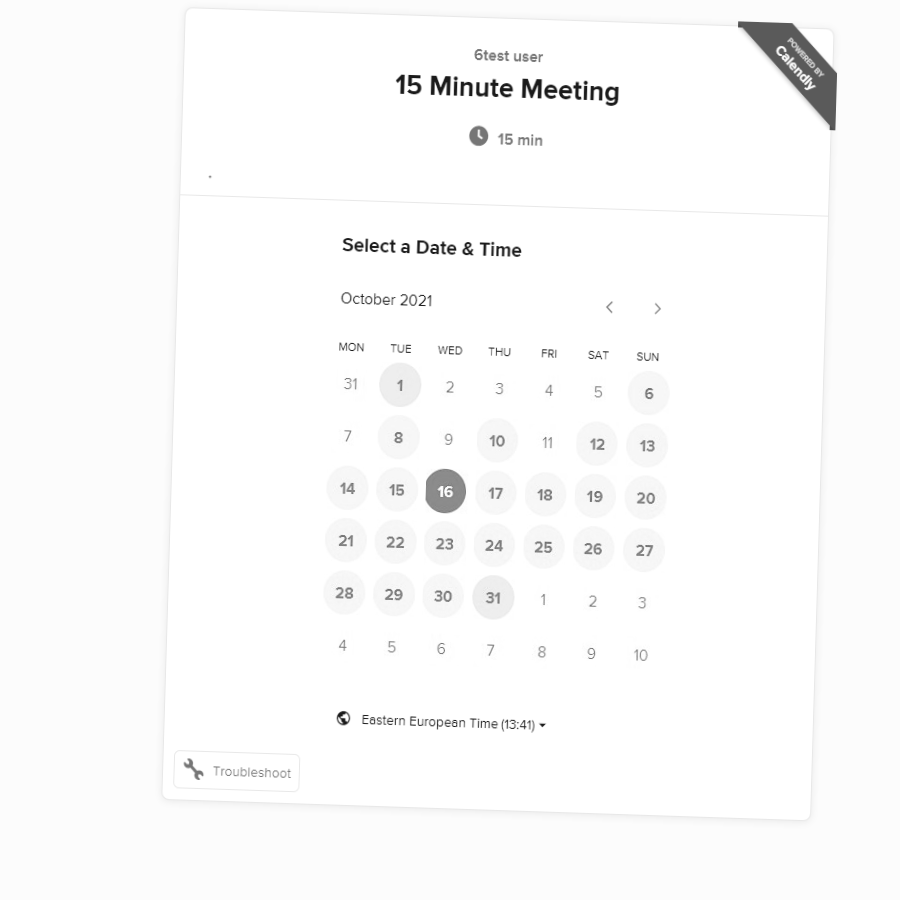 6test user
15 Minute Meeting
15 min
POWERED BY
Calendly
.
Select a Date & Time
October 2021
MON TUE WED THU FRI SAT SUN
31 1 2 3 4 5 6
7 8 9 10 11 12 13
14 15 16 17 18 19 20
21 22 23 24 25 26 27
28 29 30 31 1 2 3
4 5 6 7 8 9 10
Eastern European Time (13:41)
Troubleshoot